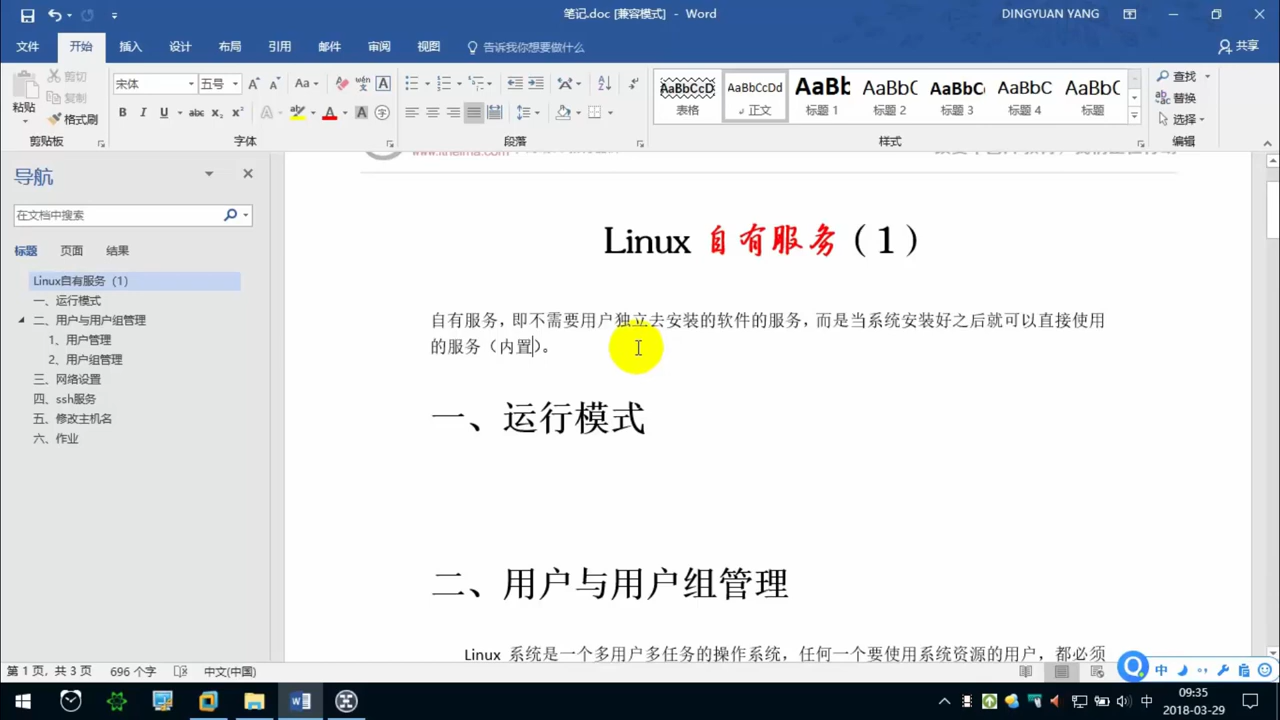 笔记.doc [兼容模式] - Word
DINGYUAN YANG
文件 开始 插入 设计 布局 引用 邮件 审阅 视图 告诉我你想要做什么 共享
粘贴 剪切 复制 格式刷
宋体 五号
AaBbCcD AaBbCcDd AaBb AaBbC AaBbC AaBbC AaBbC
表格 正文 标题 1 标题 2 标题 3 标题 4 标题
查找 替换 选择
剪贴板 字体 段落 样式 编辑
导航
在文档中搜索
标题 页面 结果
Linux自有服务（1）
一、运行模式
二、用户与用户组管理
1、用户管理
2、用户组管理
三、网络设置
四、ssh服务
五、修改主机名
六、作业
Linux 自有服务（1）
自有服务，即不需要用户独立去安装的软件的服务，而是当系统安装好之后就可以直接使用
的服务（内置）。
一、运行模式
二、用户与用户组管理
Linux 系统是一个多用户多任务的操作系统，任何一个要使用系统资源的用户，都必须
第 1 页，共 3 页 696 个字 中文(中国)
中
中
09:35
2018-03-29